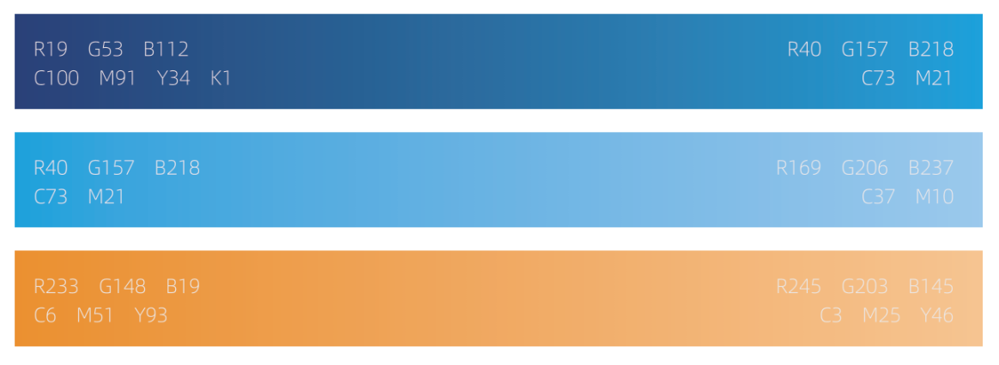 R19 G53 B112
C100 M91 Y34 K1
R40 G157 B218
C73 M21
R40 G157 B218
C73 M21
R169 G206 B237
C37 M10
R233 G148 B19
C6 M51 Y93
R245 G203 B145
C3 M25 Y46